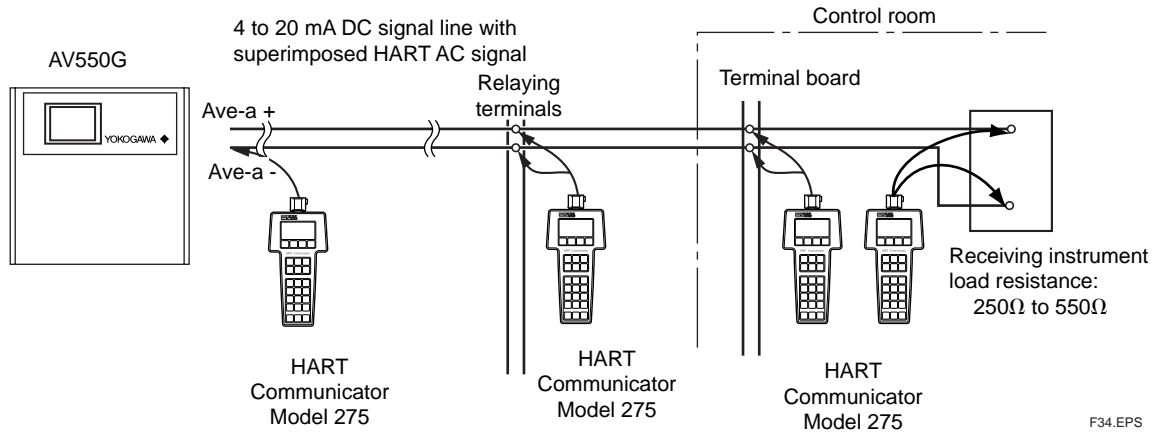 Control room
4 to 20 mA DC signal line with
superimposed HART AC signal
AV550G
Relaying
terminals
Terminal board
Ave-a +
YOKOGAWA
Ave-a -
Receiving instrument
load resistance:
250Ω to 550Ω
HART
Communicator
Model 275
HART
Communicator
Model 275
HART
Communicator
Model 275
F34.EPS